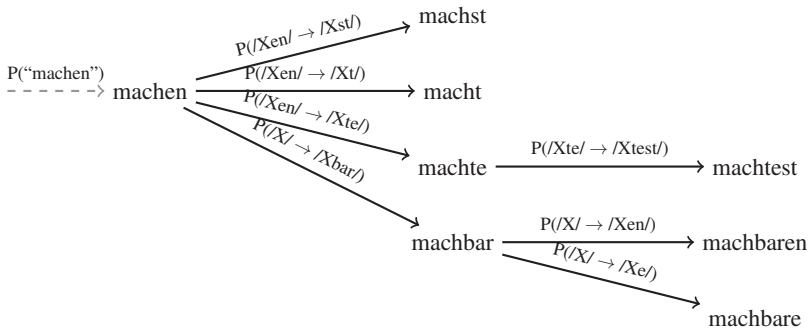 machst
P(/Xen/ → /Xst/)
P("machen")
machen
P(/Xen/ → /Xt/)
macht
P(/Xen/ → /Xte/)
P(/X/ → /Xbar/)
machte
P(/Xte/ → /Xtest/)
machtest
machbar
P(/X/ → /Xen/)
machbaren
P(/X/ → /Xe/)
machbare